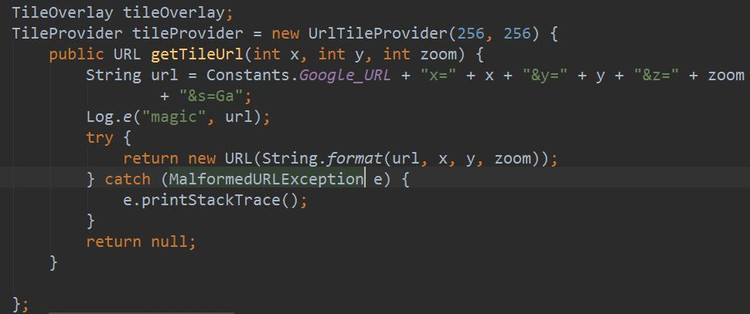 TileOverlay tileOverlay;
TileProvider tileProvider = new UrlTileProvider(256, 256) {
    public URL getTileUrl(int x, int y, int zoom) {
        String url = Constants.Google_URL + "x=" + x + "&y=" + y + "&z=" + zoom
                + "&s=Ga";
        Log.e("magic", url);
        try {
            return new URL(String.format(url, x, y, zoom));
        } catch (MalformedURLException e) {
            e.printStackTrace();
        }
        return null;
    }
};